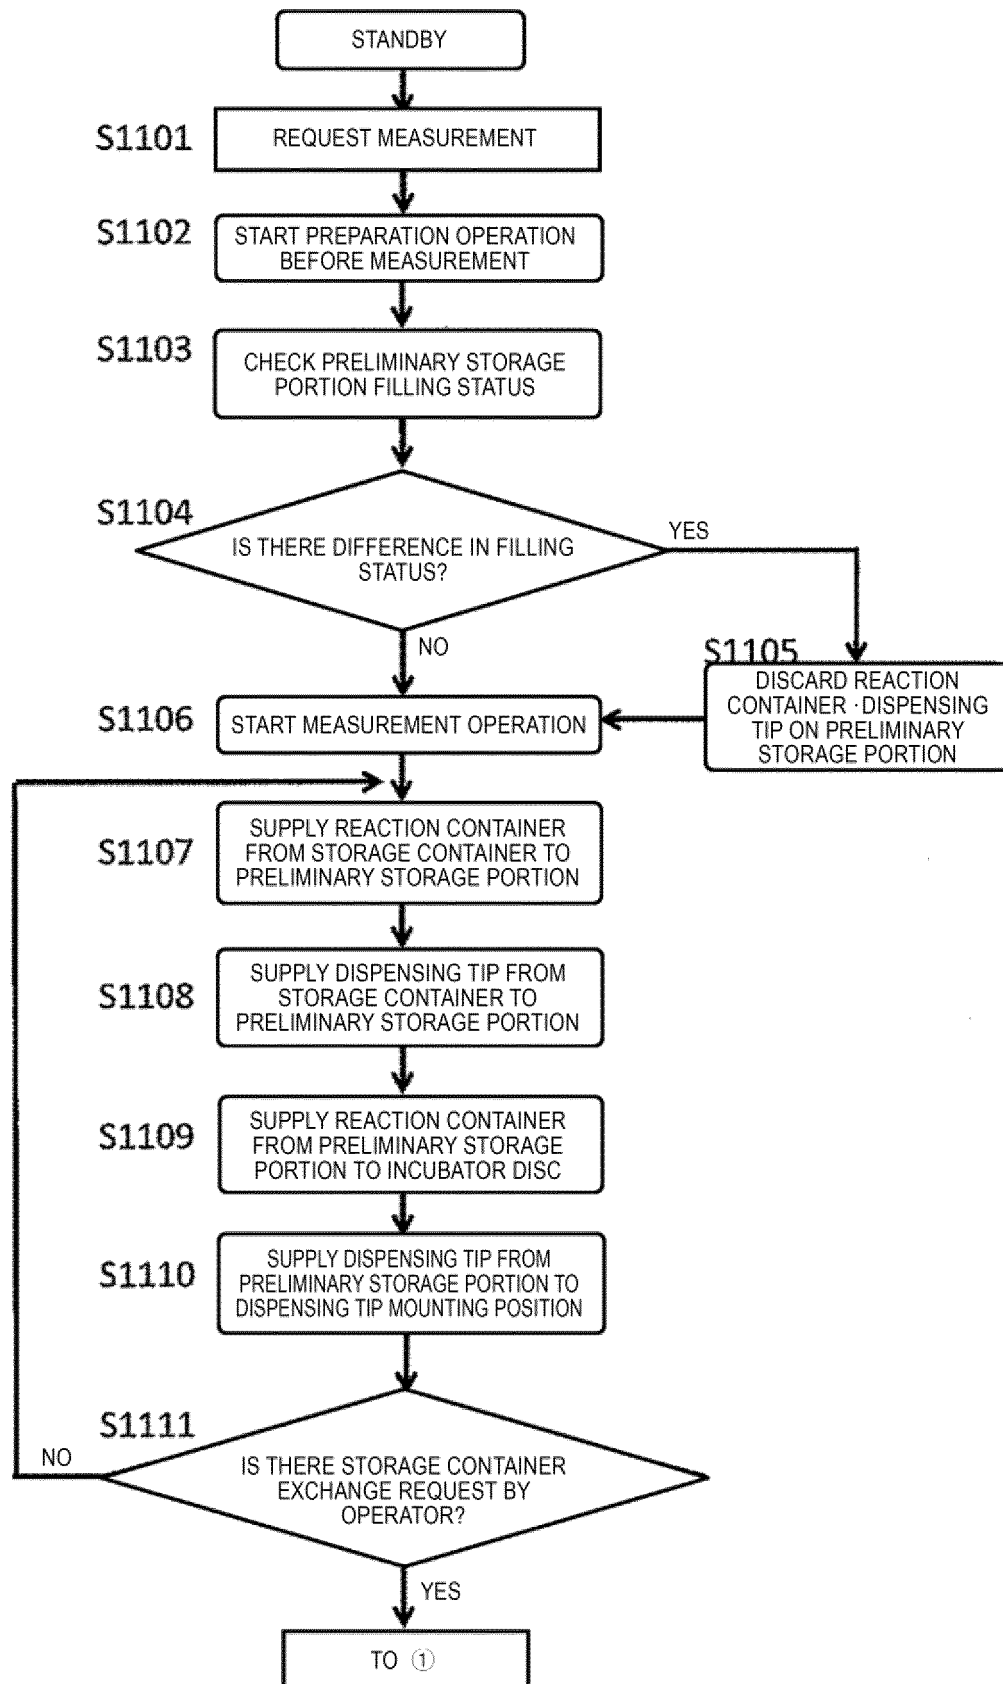 STANDBY
S1101
REQUEST MEASUREMENT
S1102
START PREPARATION OPERATION
BEFORE MEASUREMENT
S1103
CHECK PRELIMINARY STORAGE
PORTION FILLING STATUS
S1104
IS THERE DIFFERENCE IN FILLING
STATUS?
YES
NO
S1105
DISCARD REACTION
CONTAINER ·DISPENSING
TIP ON PRELIMINARY
STORAGE PORTION
S1106
START MEASUREMENT OPERATION
S1107
SUPPLY REACTION CONTAINER
FROM STORAGE CONTAINER TO
PRELIMINARY STORAGE PORTION
S1108
SUPPLY DISPENSING TIP FROM
STORAGE CONTAINER TO
PRELIMINARY STORAGE PORTION
S1109
SUPPLY REACTION CONTAINER
FROM PRELIMINARY STORAGE
PORTION TO INCUBATOR DISC
S1110
SUPPLY DISPENSING TIP FROM
PRELIMINARY STORAGE PORTION TO
DISPENSING TIP MOUNTING POSITION
S1111
NO
IS THERE STORAGE CONTAINER
EXCHANGE REQUEST BY
OPERATOR?
YES
TO ①